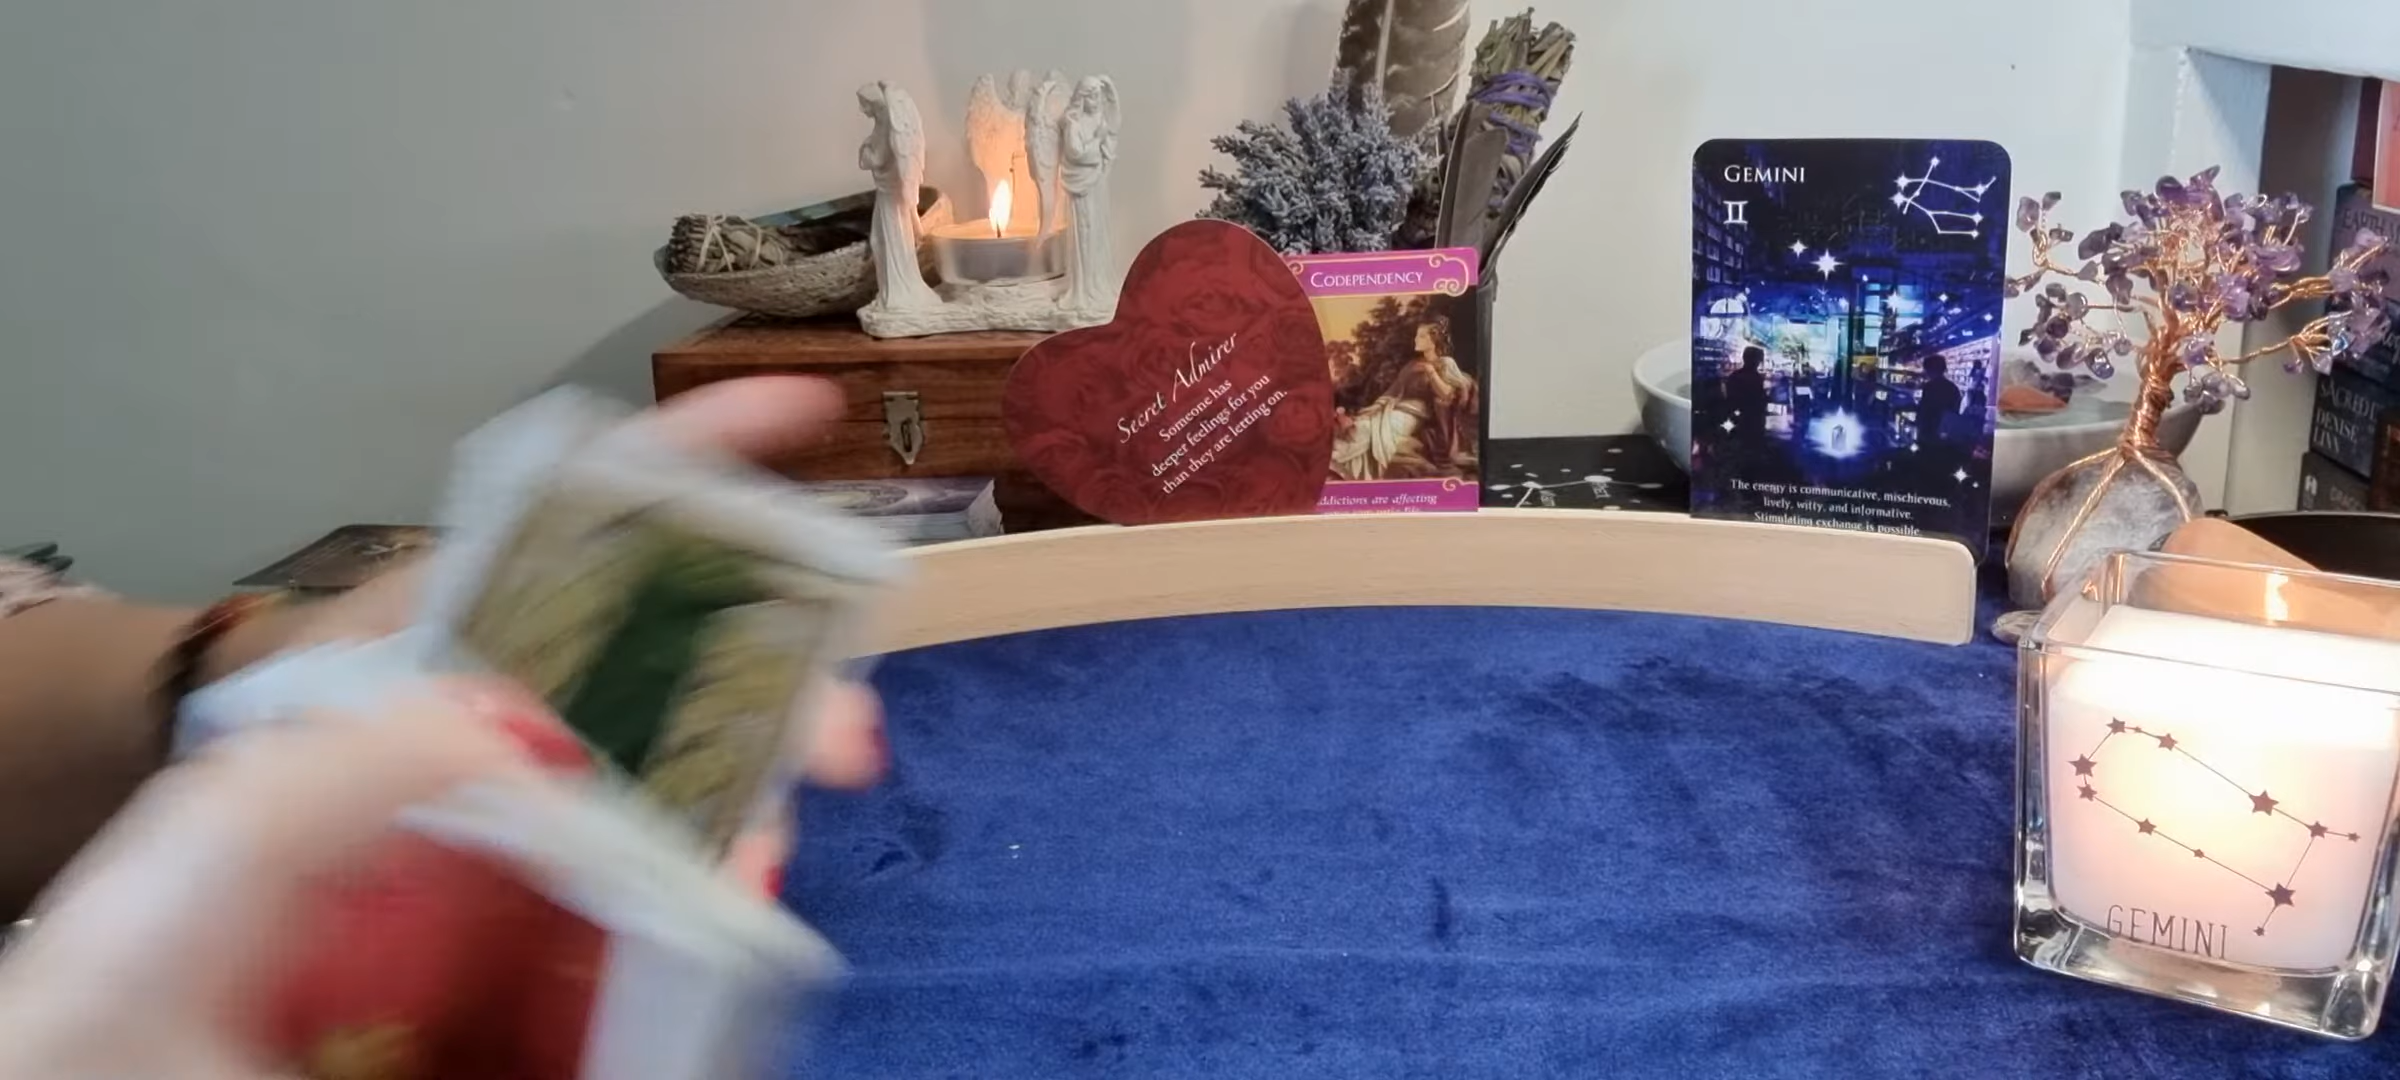 Secret Admirer
Someone has
deeper feelings for you
than they are letting on.
CODEPENDENCY
ddictions are affecting
GEMINI
♊
The energy is communicative, mischievous,
lively, witty, and informative.
Stimulating exchange is possible
GEMINI
SACRED
DENISE
LINN